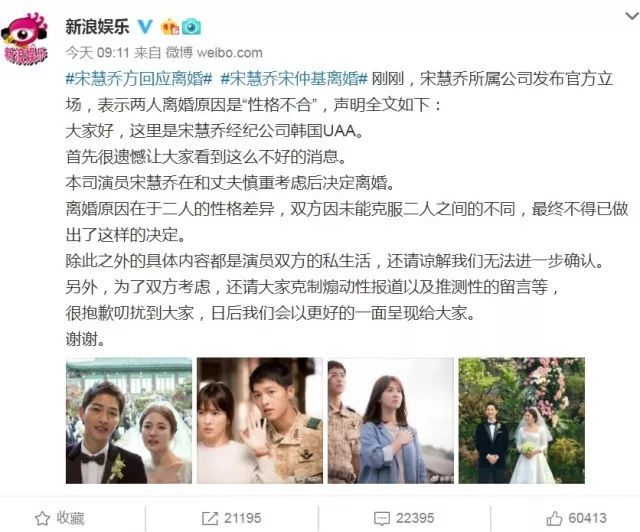 新浪娱乐
新浪娱乐
今天 09:11 来自 微博 weibo.com
#宋慧乔方回应离婚# #宋慧乔宋仲基离婚# 刚刚，宋慧乔所属公司发布官方立
场，表示两人离婚原因是“性格不合”，声明全文如下：
大家好，这里是宋慧乔经纪公司韩国UAA。
首先很遗憾让大家看到这么不好的消息。
本司演员宋慧乔在和丈夫慎重考虑后决定离婚。
离婚原因在于二人的性格差异，双方因未能克服二人之间的不同，最终不得已做
出了这样的决定。
除此之外的具体内容都是演员双方的私生活，还请谅解我们无法进一步确认。
另外，为了双方考虑，还请大家克制煽动性报道以及推测性的留言等，
很抱歉叨扰到大家，日后我们会以更好的一面呈现给大家。
谢谢。
收藏
21195
22395
60413